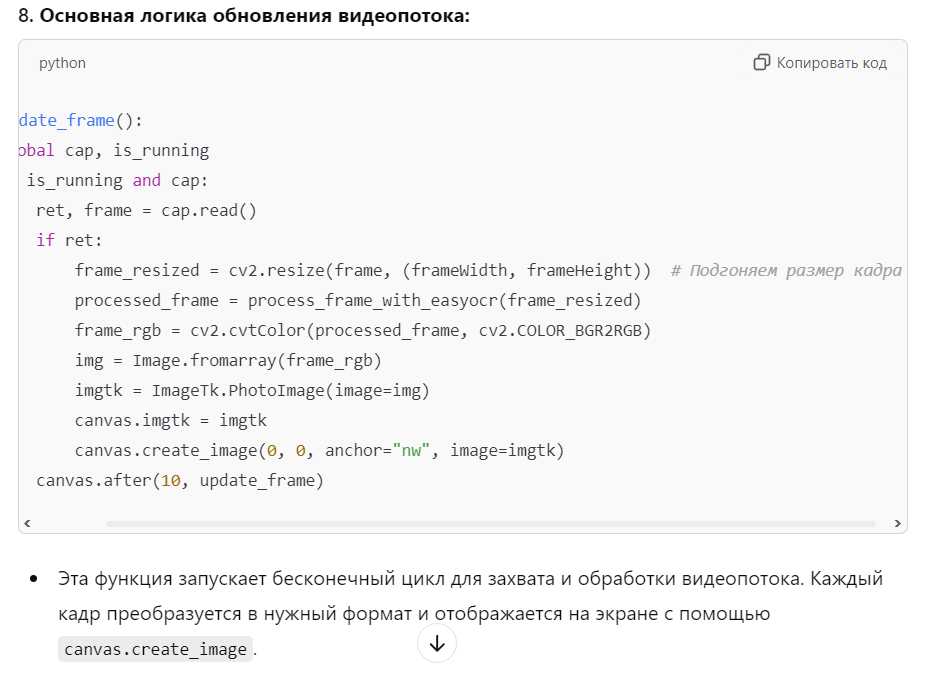 8. Основная логика обновления видеопотока:
python
Копировать код
date_frame():
obal cap, is_running
is_running and cap:
ret, frame = cap.read()
if ret:
frame_resized = cv2.resize(frame, (frameWidth, frameHeight))  # Подгоняем размер кадра
processed_frame = process_frame_with_easyocr(frame_resized)
frame_rgb = cv2.cvtColor(processed_frame, cv2.COLOR_BGR2RGB)
img = Image.fromarray(frame_rgb)
imgtk = ImageTk.PhotoImage(image=img)
canvas.imgtk = imgtk
canvas.create_image(0, 0, anchor="nw", image=imgtk)
canvas.after(10, update_frame)
• Эта функция запускает бесконечный цикл для захвата и обработки видеопотока. Каждый
кадр преобразуется в нужный формат и отображается на экране с помощью
canvas.create_image.